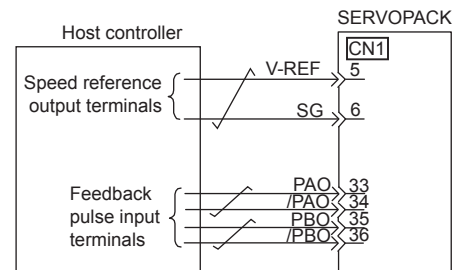 SERVOPACK
Host controller
CN1
V-REF 5
Speed reference
output terminals
SG 6
PAO 33
/PAO 34
Feedback
pulse input
terminals
PBO 35
/PBO 36